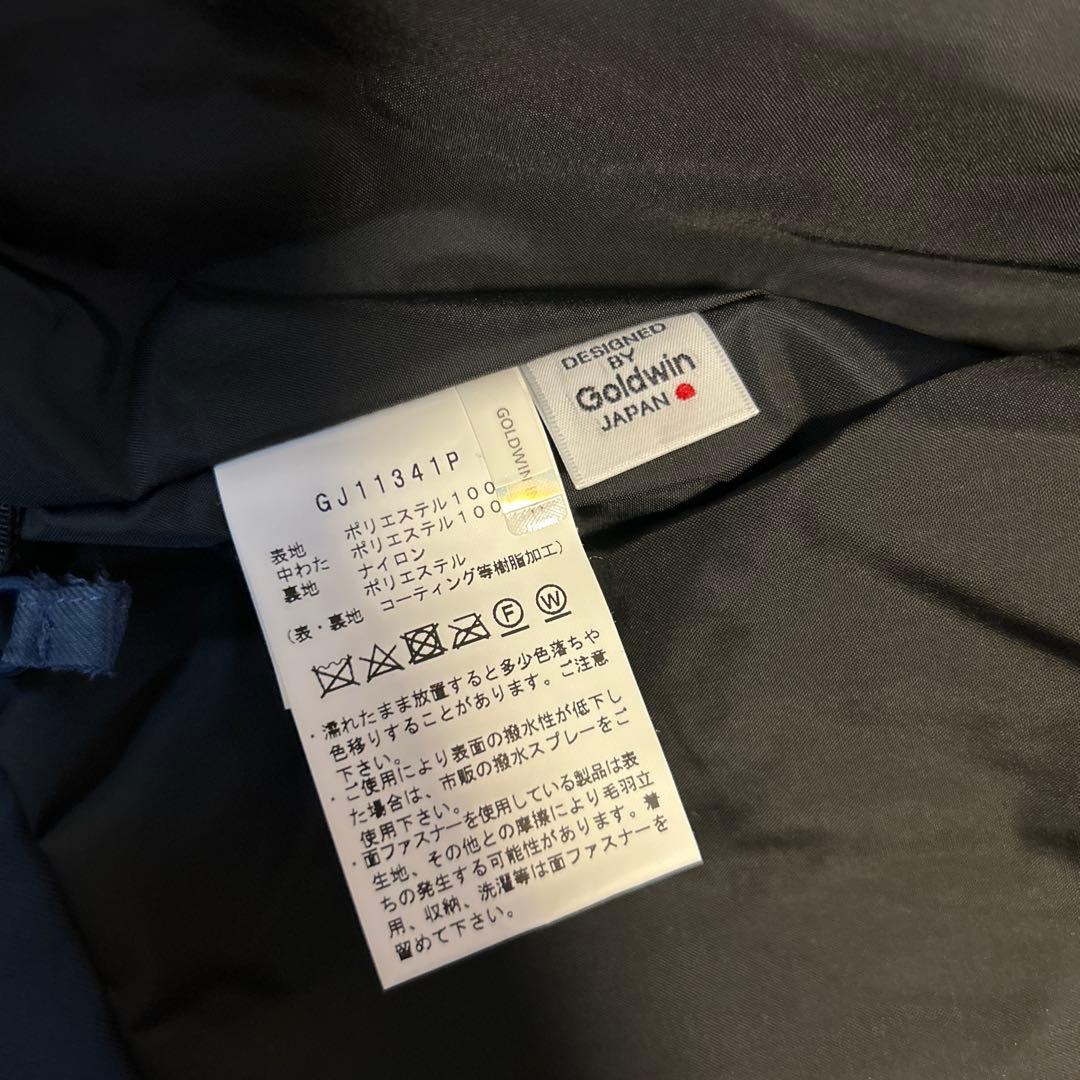 DESIGNED
BY
Goldwin
JAPAN
GOLDWIN
GJ11341P
表地 ポリエステル100
中わた ポリエステル100
裏地 ナイロン
ポリエステル
(表・裏地 コーティング等樹脂加工)
F W
・濡れたまま放置すると多少色落ちや
色移りすることがあります。ご注意
下さい。
・ご使用により表面の撥水性が低下し
た場合は、市販の撥水スプレーをご
使用下さい。
・面ファスナーを使用している製品は表
生地、その他との摩擦により毛羽立
ちの発生する可能性があります。着
用、収納、洗濯等は面ファスナーを
留めて下さい。